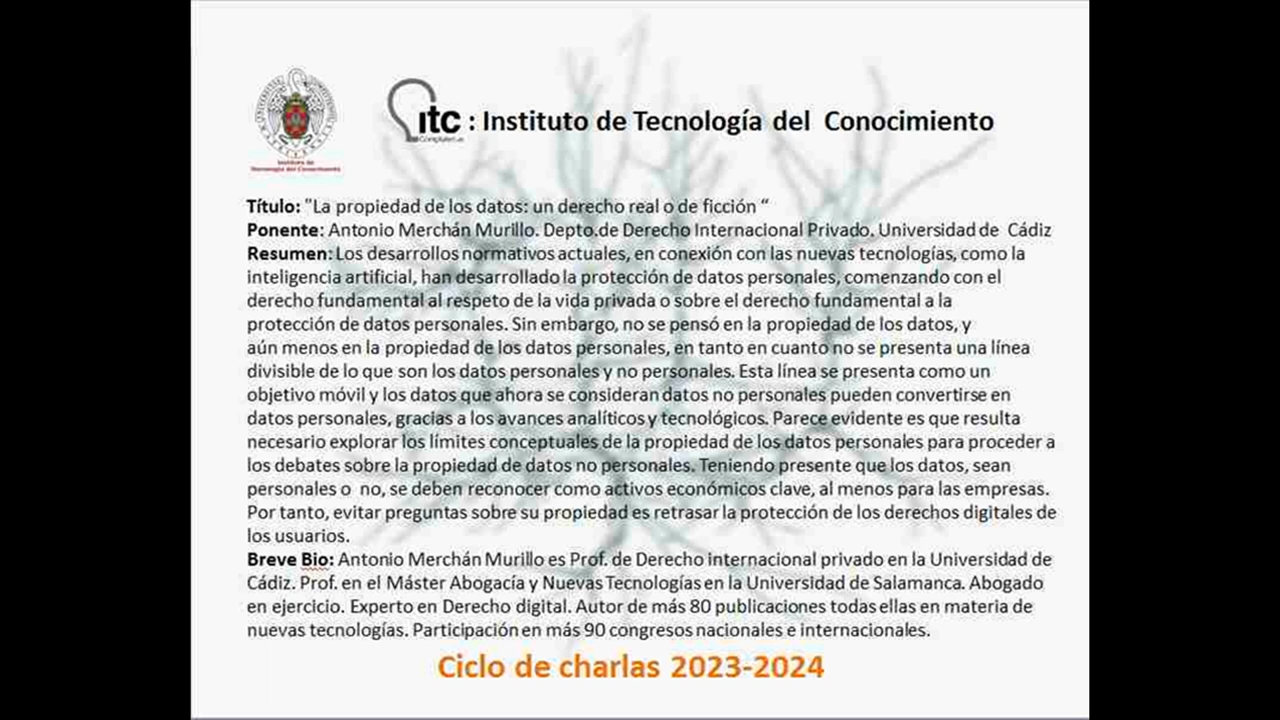 Instituto de
Tecnología del Conocimiento
itc : Instituto de Tecnología del Conocimiento
Complutense
Título: "La propiedad de los datos: un derecho real o de ficción “
Ponente: Antonio Merchán Murillo. Depto.de Derecho Internacional Privado. Universidad de Cádiz
Resumen: Los desarrollos normativos actuales, en conexión con las nuevas tecnologías, como la
inteligencia artificial, han desarrollado la protección de datos personales, comenzando con el
derecho fundamental al respeto de la vida privada o sobre el derecho fundamental a la
protección de datos personales. Sin embargo, no se pensó en la propiedad de los datos, y
aún menos en la propiedad de los datos personales, en tanto en cuanto no se presenta una línea
divisible de lo que son los datos personales y no personales. Esta línea se presenta como un
objetivo móvil y los datos que ahora se consideran datos no personales pueden convertirse en
datos personales, gracias a los avances analíticos y tecnológicos. Parece evidente es que resulta
necesario explorar los límites conceptuales de la propiedad de los datos personales para proceder a
los debates sobre la propiedad de datos no personales. Teniendo presente que los datos, sean
personales o no, se deben reconocer como activos económicos clave, al menos para las empresas.
Por tanto, evitar preguntas sobre su propiedad es retrasar la protección de los derechos digitales de
los usuarios.
Breve Bio: Antonio Merchán Murillo es Prof. de Derecho internacional privado en la Universidad de
Cádiz. Prof. en el Máster Abogacía y Nuevas Tecnologías en la Universidad de Salamanca. Abogado
en ejercicio. Experto en Derecho digital. Autor de más 80 publicaciones todas ellas en materia de
nuevas tecnologías. Participación en más 90 congresos nacionales e internacionales.
Ciclo de charlas 2023-2024